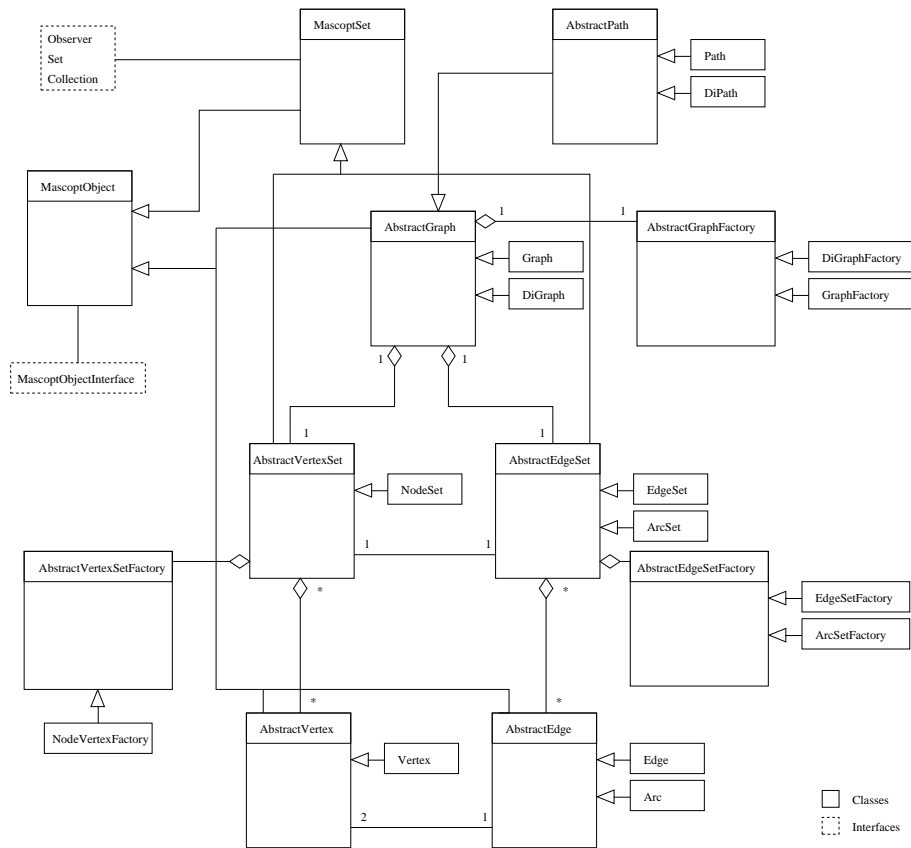 MascoptSet
AbstractPath
Observer
Set
Collection
Path
DiPath
MascoptObject
1
1
AbstractGraph
AbstractGraphFactory
Graph
DiGraphFactory
DiGraph
GraphFactory
1
1
MascoptObjectInterface
1
1
AbstractVertexSet
AbstractEdgeSet
NodeSet
EdgeSet
ArcSet
1
1
AbstractVertexSetFactory
AbstractEdgeSetFactory
*
*
EdgeSetFactory
ArcSetFactory
*
*
NodeVertexFactory
AbstractVertex
AbstractEdge
Vertex
Edge
Arc
2
1
Classes
Interfaces